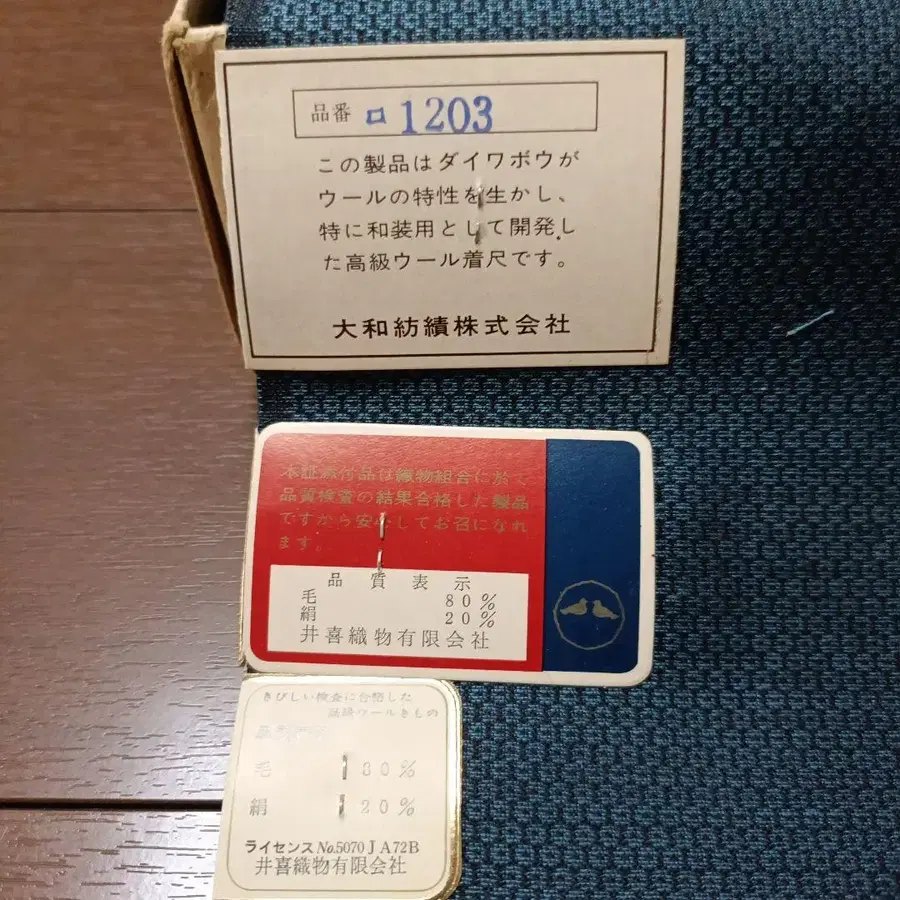 品番 ロ 1203
この製品はダイワボウが
ウールの特性を生かし、
特に和装用として開発し
た高級ウール着尺です。
大和紡績株式会社
本証添付品は織物組合に於て
品質検査の結果合格した製品
ですから安心してお召になれ
ます。
品質表示
毛 80%
絹 20%
井喜織物有限会社
きびしい検査に合格した
ウールきもの
毛 80%
絹 20%
ライセンス No.5070 J A72B
井喜織物有限会社